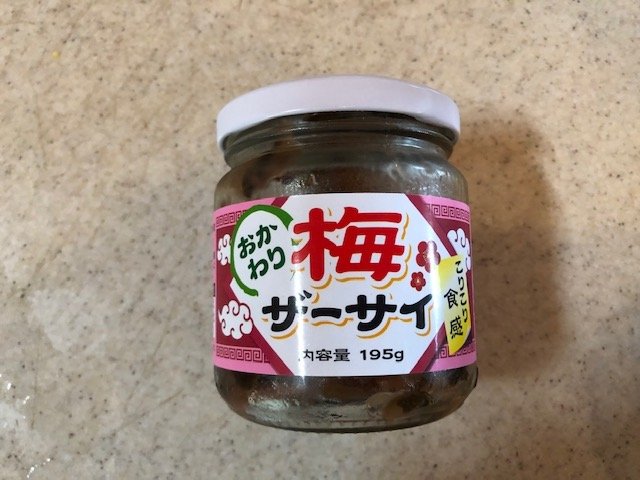 おかわり
梅
ザーサイ
こりこり
食感
内容量 195g